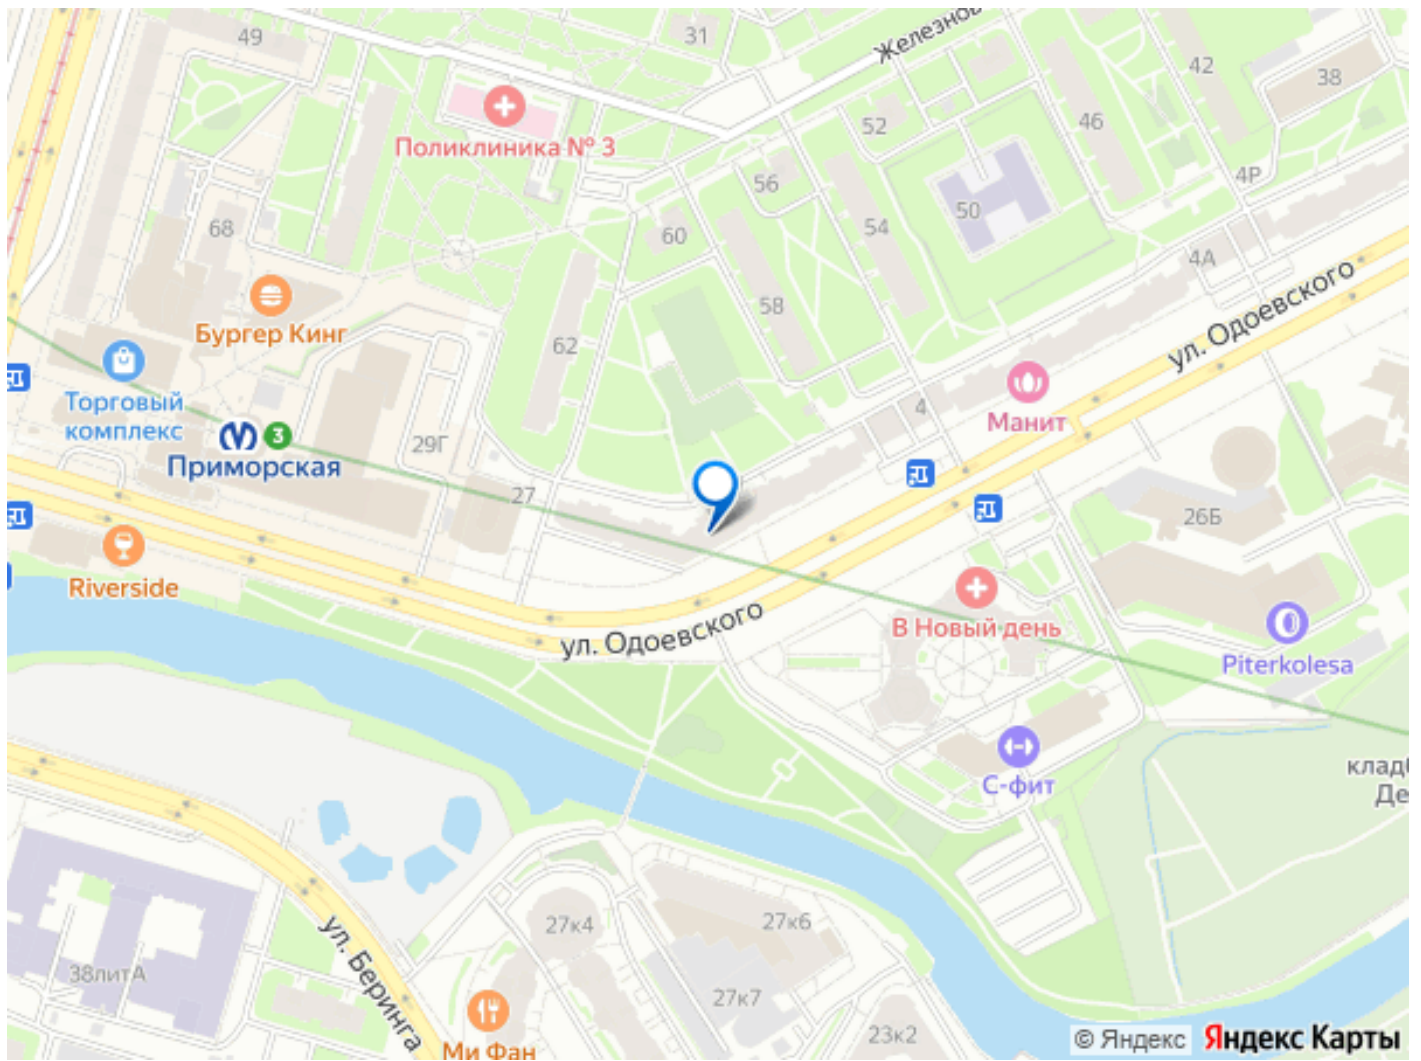 49
31
Железнов
42
38
Поликлиника № 3
52
46
56
4Р
50
68
60
54
4А
Бургер Кинг
58
ул. Одоевского
62
Торговый
комплекс
4
Манит
3
29Г
Приморская
27
26Б
Riverside
В Новый день
ул. Одоевского
Piterkolesa
С-фит
клад
Де
27к4
27к6
ул. Беринга
38литА
27к7
23к2
Ми Фан
© Яндекс
Яндекс Карты